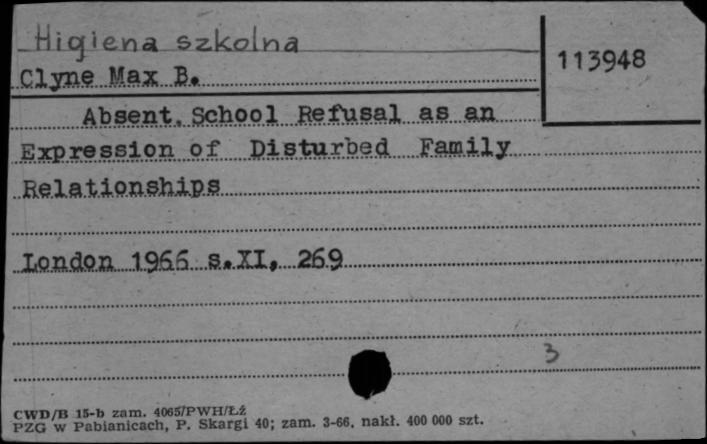 Higiena szkolna
113948
Clyne Max B.
Absent. School Refusal as an
Expression of Disturbed Family
Relationships
London 1966 s.XI, 269
3
CWD/B 15-b zam. 4065/PWH/Łź
PZG w Pabianicach, P. Skargi 40; zam. 3-66, nakł. 400 000 szt.